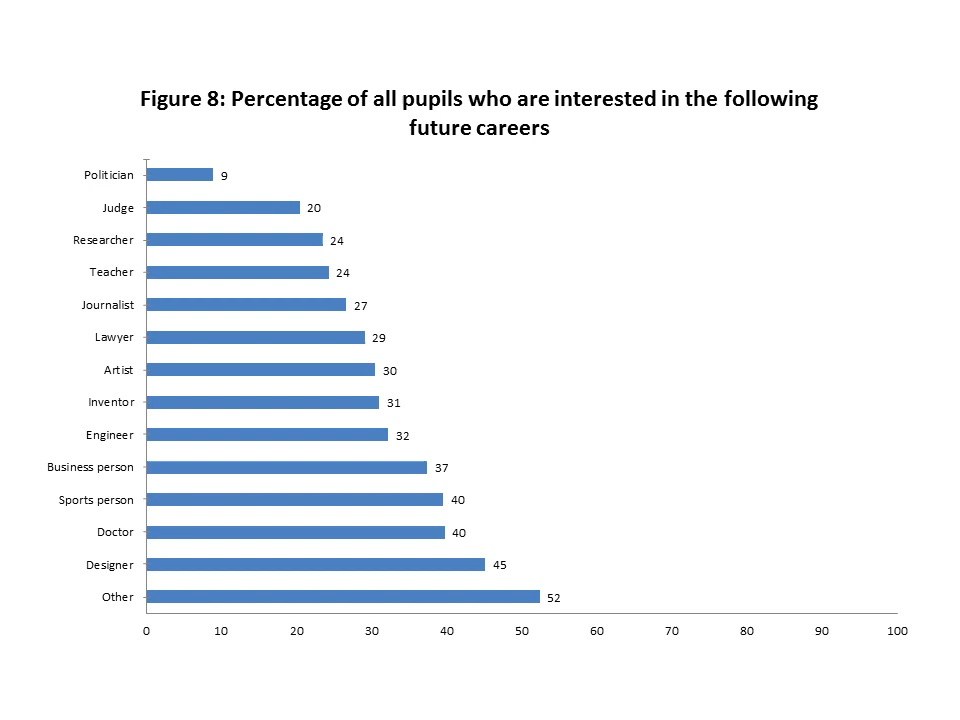 Figure 8: Percentage of all pupils who are interested in the following
future careers
Politician 9
Judge 20
Researcher 24
Teacher 24
Journalist 27
Lawyer 29
Artist 30
Inventor 31
Engineer 32
Business person 37
Sports person 40
Doctor 40
Designer 45
Other 52
0 10 20 30 40 50 60 70 80 90 100